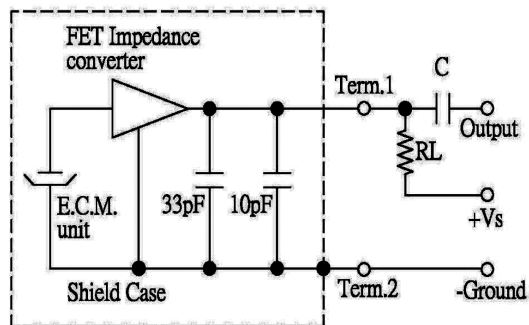 FET Impedance
converter
Term.1
C
Output
RL
E.C.M.
unit
33pF
10pF
+Vs
Shield Case
Term.2
-Ground